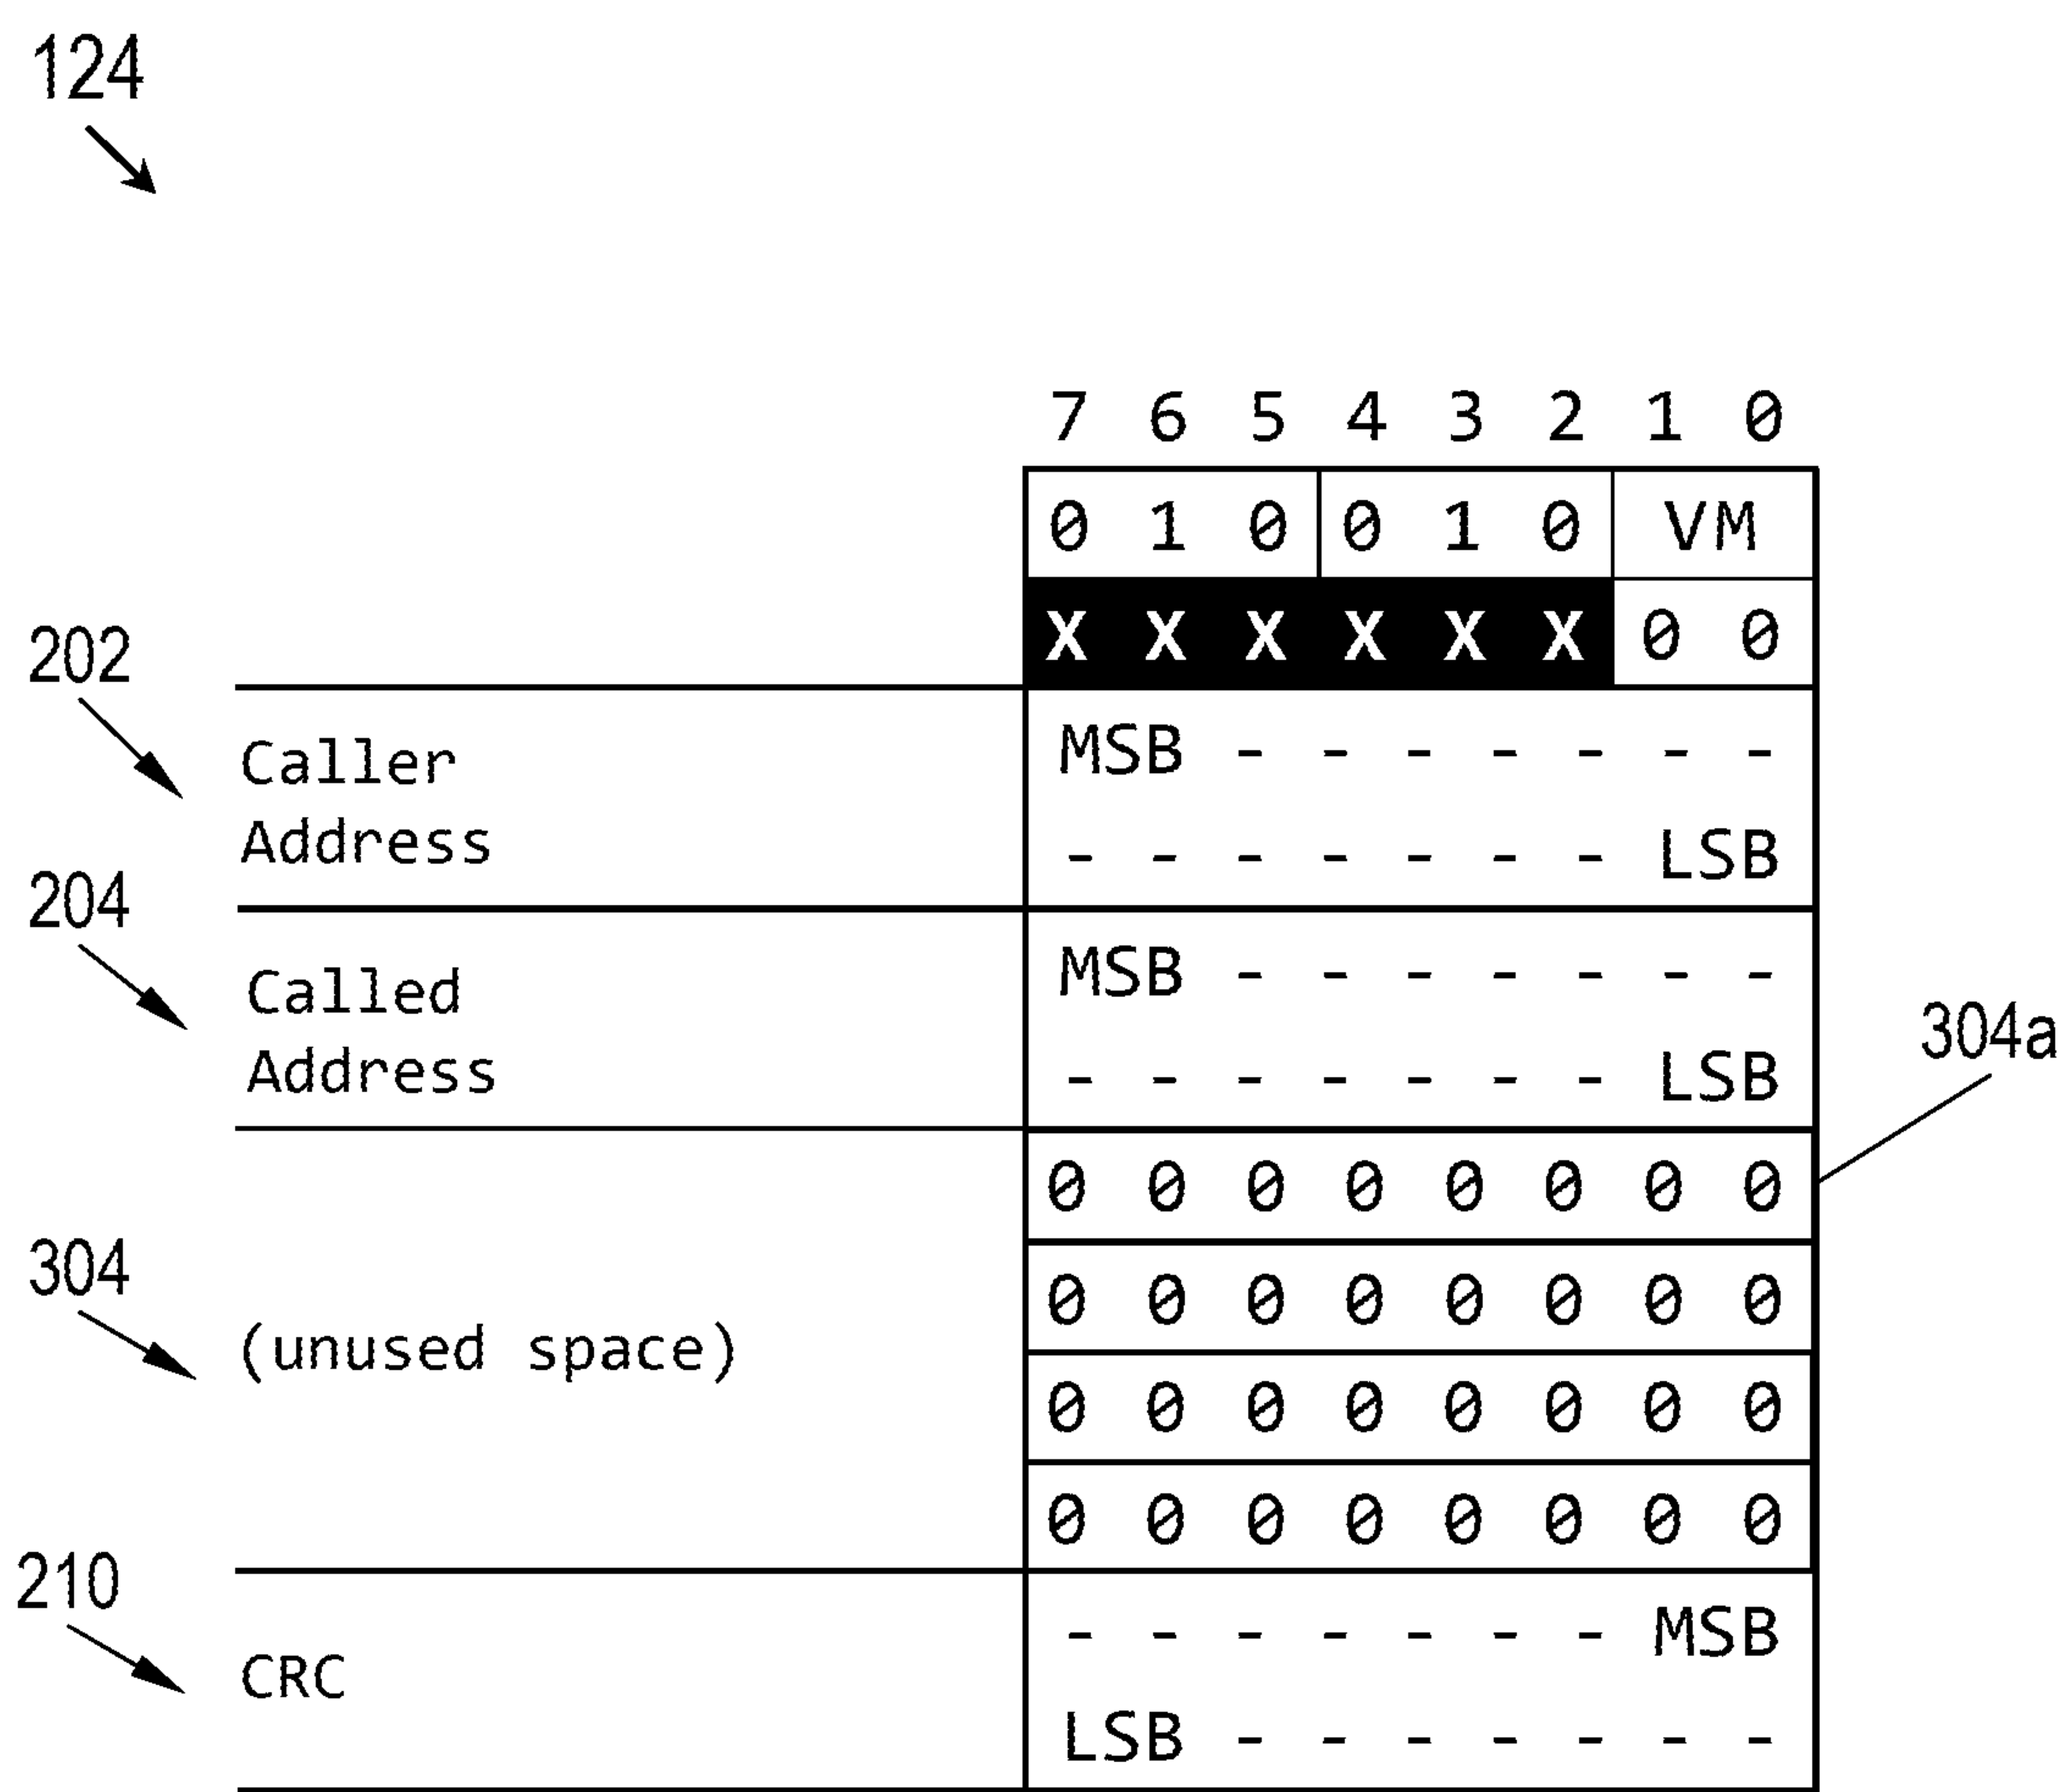 124
7 6 5 4 3 2 1 0
0 1 0 0 1 0 VM
X X X X X X 0 0
202
Caller
Address
MSB - - - - - - -
- - - - - - - LSB
204
Called
Address
MSB - - - - - - -
- - - - - - - LSB
304a
0 0 0 0 0 0 0 0
304
(unused space)
0 0 0 0 0 0 0 0
0 0 0 0 0 0 0 0
0 0 0 0 0 0 0 0
210
CRC
- - - - - - - MSB
LSB - - - - - - -